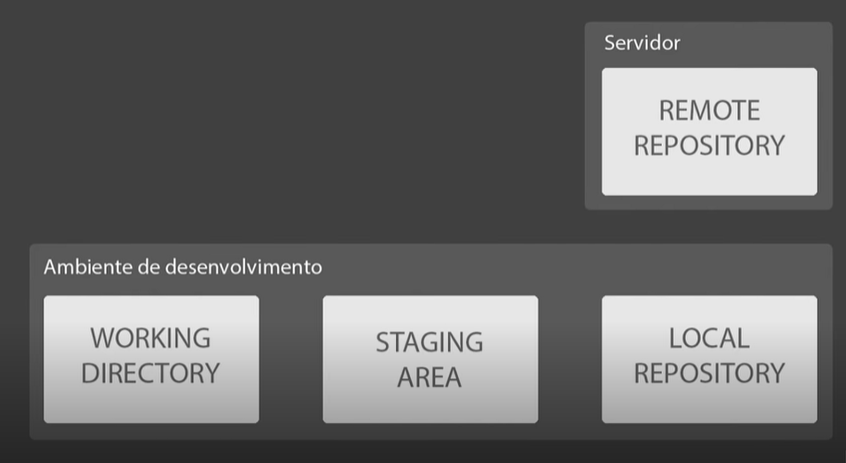 Servidor
REMOTE
REPOSITORY
Ambiente de desenvolvimento
WORKING
DIRECTORY
STAGING
AREA
LOCAL
REPOSITORY